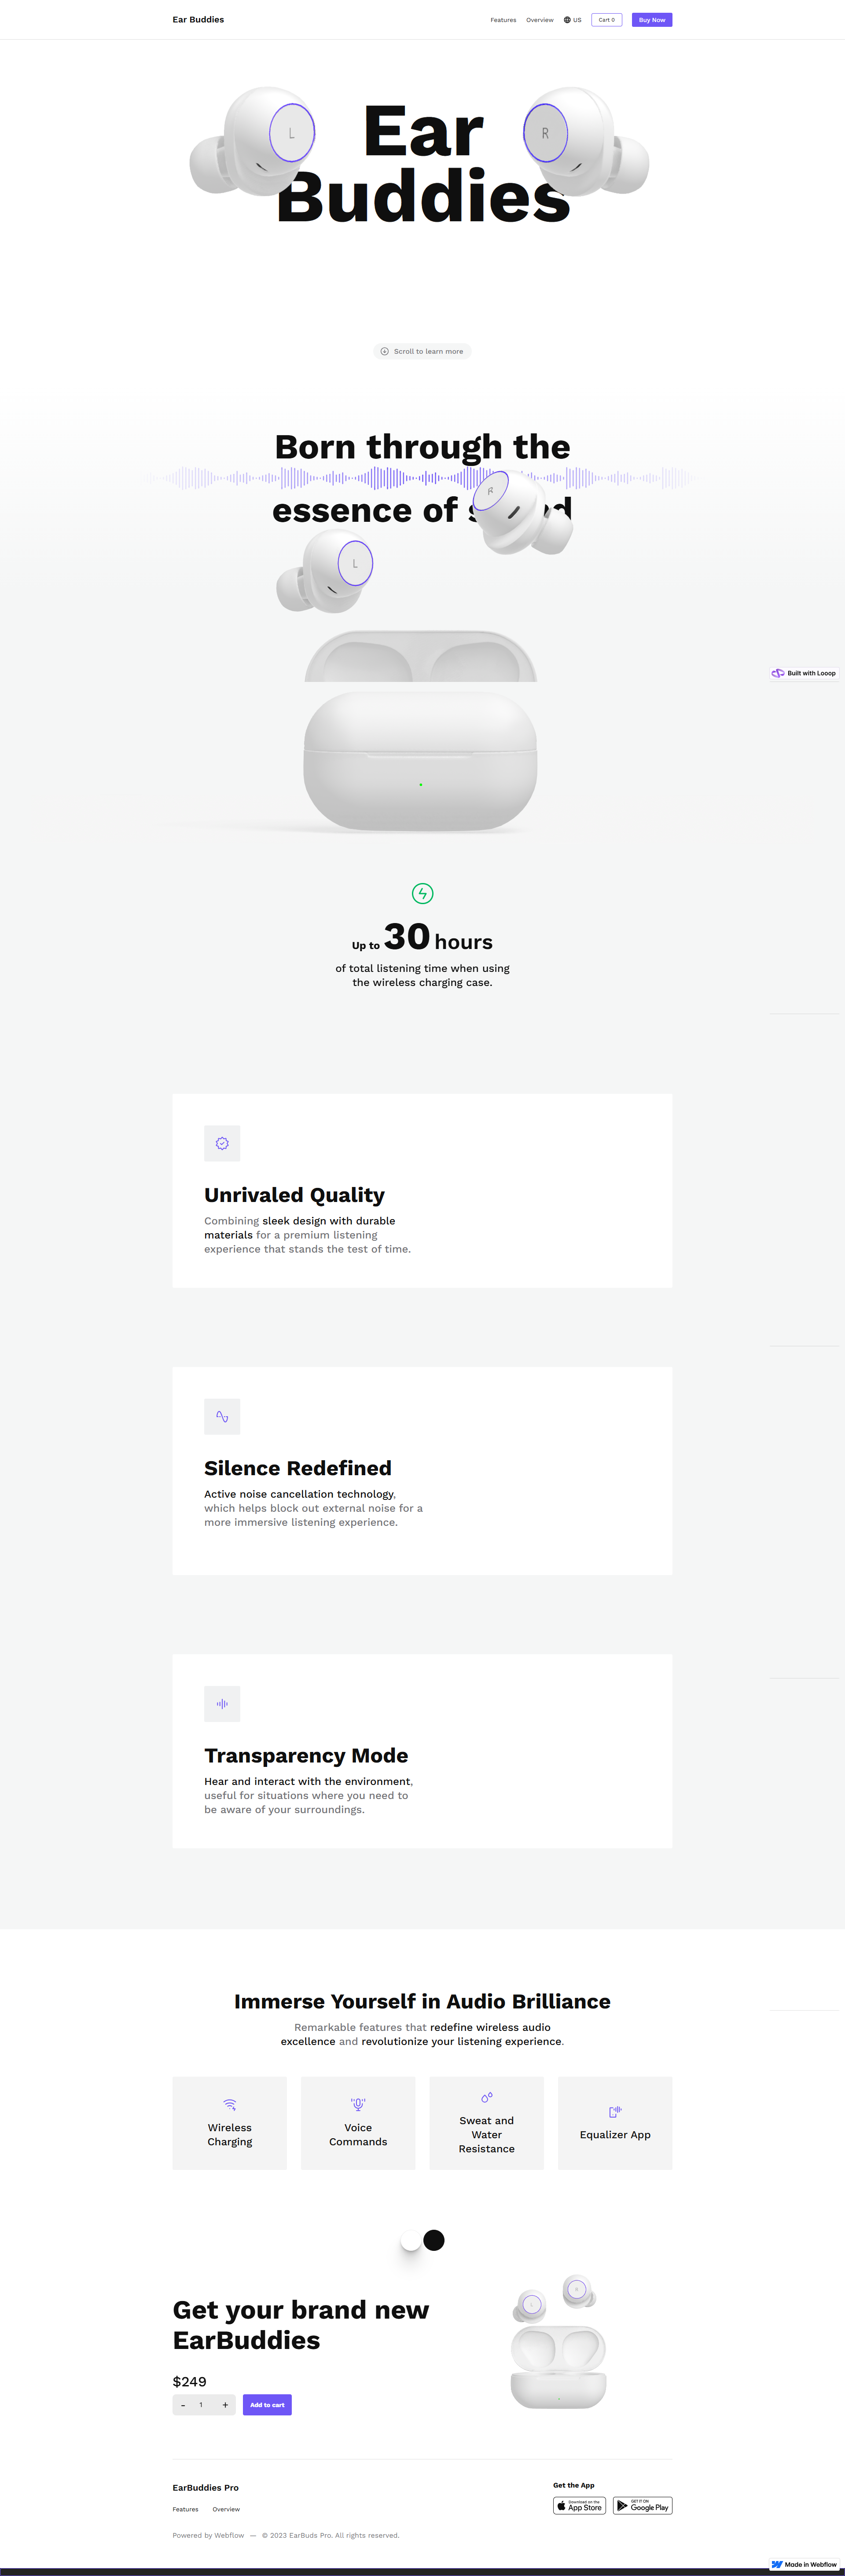 Ear Buddies
Features Overview US Cart 0 Buy Now
L R
Ear
Buddies
Scroll to learn more
Born through the
R
essence of
L
Built with Looop
Up to 30 hours
of total listening time when using
the wireless charging case.
Unrivaled Quality
Combining sleek design with durable
materials for a premium listening
experience that stands the test of time.
Silence Redefined
Active noise cancellation technology,
which helps block out external noise for a
more immersive listening experience.
Transparency Mode
Hear and interact with the environment,
useful for situations where you need to
be aware of your surroundings.
Immerse Yourself in Audio Brilliance
Remarkable features that redefine wireless audio
excellence and revolutionize your listening experience.
Wireless
Charging
Voice
Commands
Sweat and
Water
Resistance
Equalizer App
Get your brand new
EarBuddies
$249
- 1 + Add to cart
EarBuddies Pro
Features Overview
Get the App
Download on the
App Store
GET IT ON
Google Play
Powered by Webflow — © 2023 EarBuds Pro. All rights reserved.
Made in Webflow